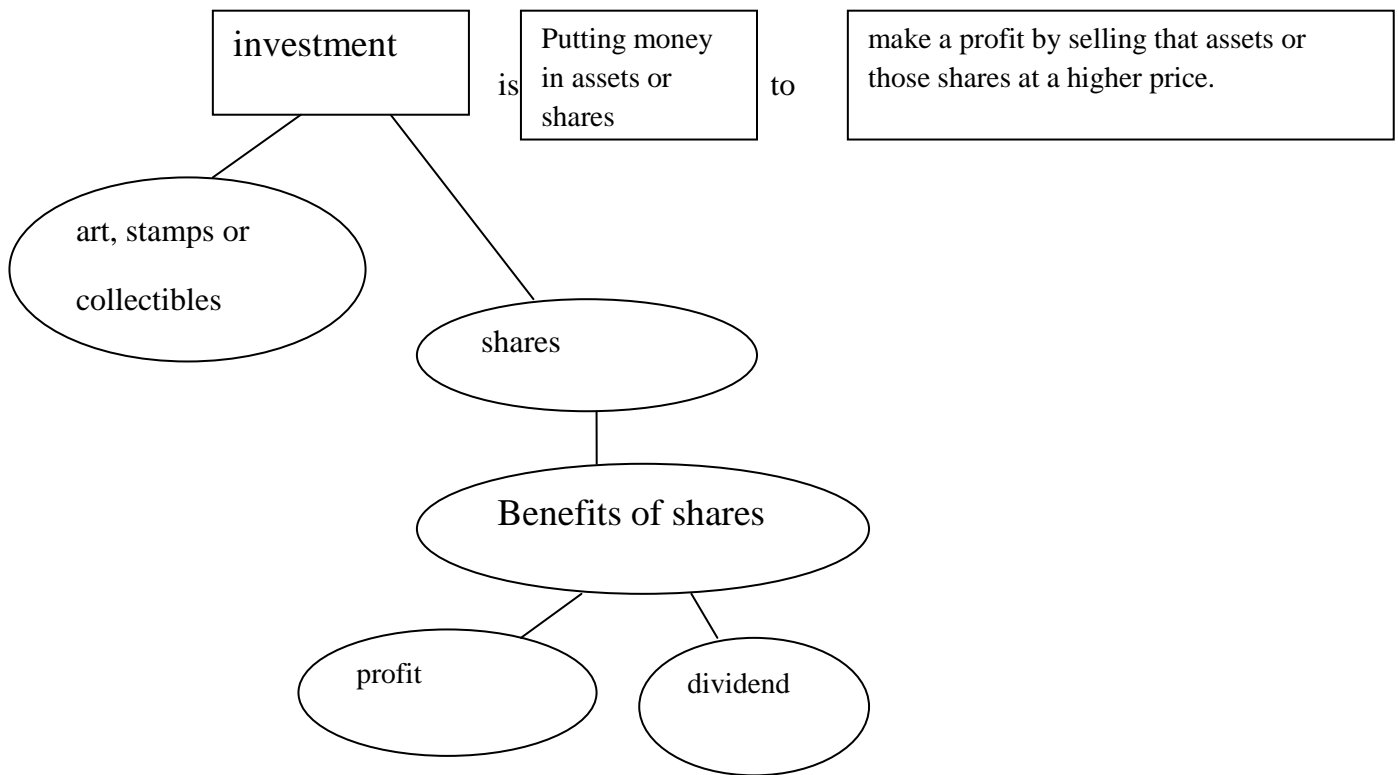 investment
is
Putting money
in assets or
shares
to
make a profit by selling that assets or
those shares at a higher price.
art, stamps or
collectibles
shares
Benefits of shares
profit
dividend